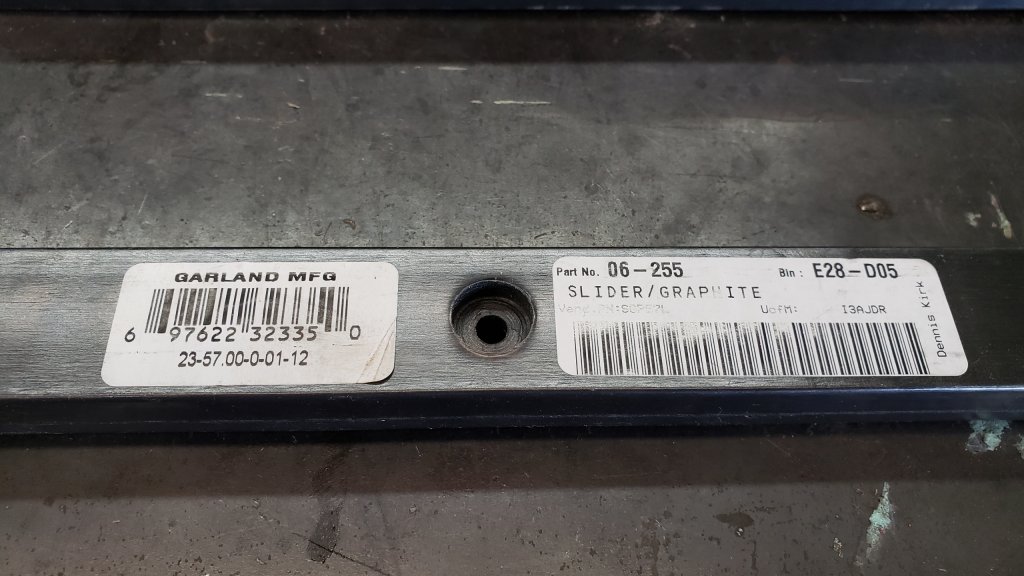 GARLAND MFG
6 97622 32335 0
23-57.00-0-01-12
Part No. 06-255 Bin: E28-D05
SLIDER/GRAPHITE
UofM: I3AJDR
Dennis Kirk